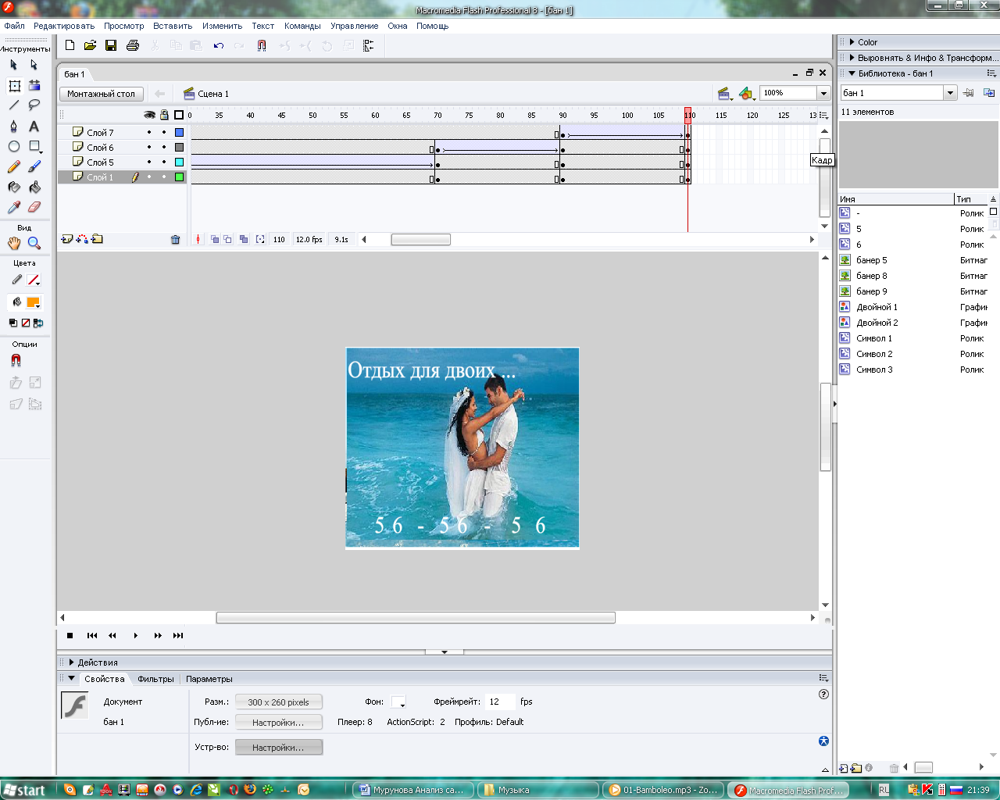 Macromedia Flash Professional 8 - [бан 1]
Файл Редактировать Просмотр Вставить Изменить Текст Команды Управление Окна Помощь
Инструменты
Вид
Цвета
Опции
бан 1
Монтажный стол Сцена 1 100%
0 35 40 45 50 55 60 65 70 75 80 85 90 95 100 105 110 115 120 125 13
Слой 7
Слой 6
Слой 5
Слой 1
Кадр
110 12.0 fps 9.1s
Отдых для двоих ...
56 - 56 - 56
Действия
Свойства Фильтры Параметры
Документ Разм.: 300 x 260 pixels Фон: Фреймрейт: 12 fps
бан 1 Публ-ие: Настройки... Плеер: 8 ActionScript: 2 Профиль: Default
Устр-во: Настройки...
Color
Выровнять & Инфо & Трансформ...
Библиотека - бан 1
бан 1
11 элементов
Имя Тип
- Ролик
5 Ролик
6 Ролик
банер 5 Битмап
банер 8 Битмап
банер 9 Битмап
Двойной 1 Графи
Двойной 2 Графи
Символ 1 Ролик
Символ 2 Ролик
Символ 3 Ролик
start Мурунова Анализ са... Музыка 01-Bamboleo.mp3 - Zo... Macromedia Flash Prof... RL 21:39